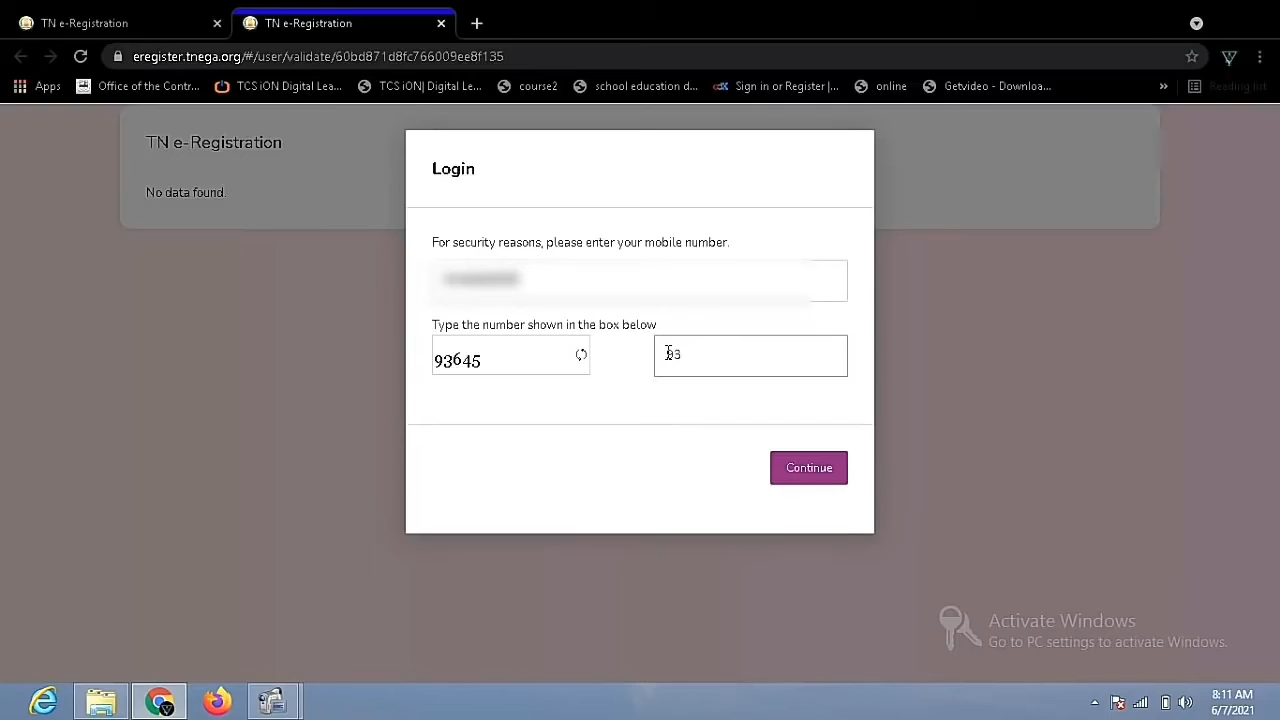 TN e-Registration
TN e-Registration
eregister.tnega.org/#/user/validate/60bd871d8fc766009ee8f135
Apps Office of the Contr... TCS iON Digital Lea... TCS iON| Digital Le... course2 school education d... Sign in or Register |... online Getvideo - Downloa... » Reading list
TN e-Registration
No data found.
Login
For security reasons, please enter your mobile number.
Type the number shown in the box below
93645
93
Continue
Activate Windows
Go to PC settings to activate Windows.
8:11 AM
6/7/2021